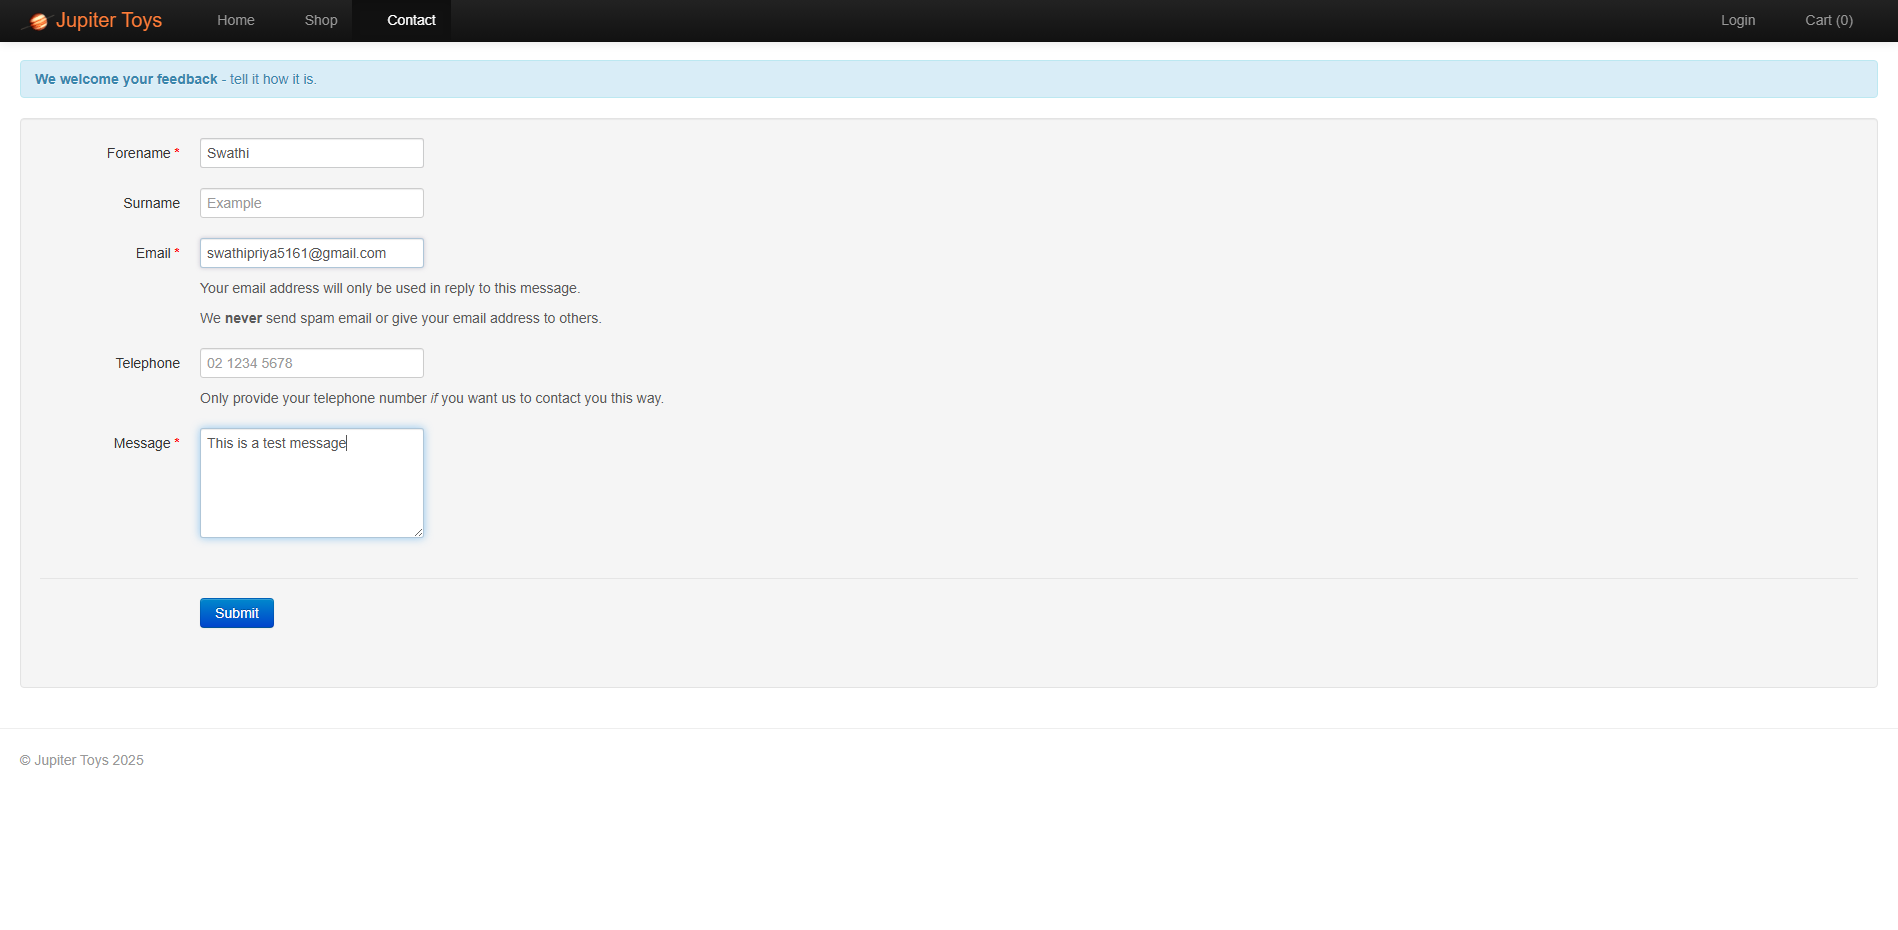 Jupiter Toys Home Shop Contact Login Cart (0)
We welcome your feedback - tell it how it is.
Forename * Swathi
Surname Example
Email * swathipriya5161@gmail.com
Your email address will only be used in reply to this message.
We never send spam email or give your email address to others.
Telephone 02 1234 5678
Only provide your telephone number if you want us to contact you this way.
Message * This is a test message
Submit
© Jupiter Toys 2025